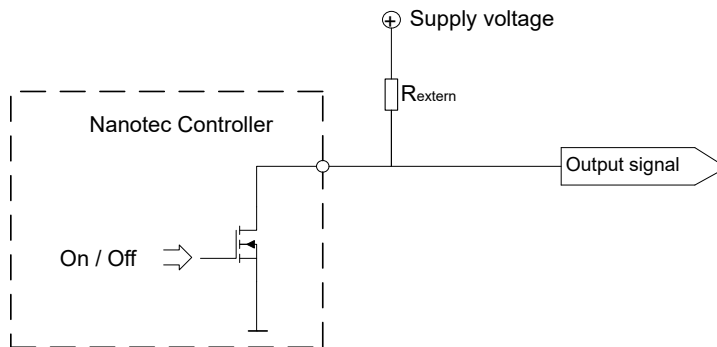 Supply voltage
Rextern
Nanotec Controller
Output signal
On / Off